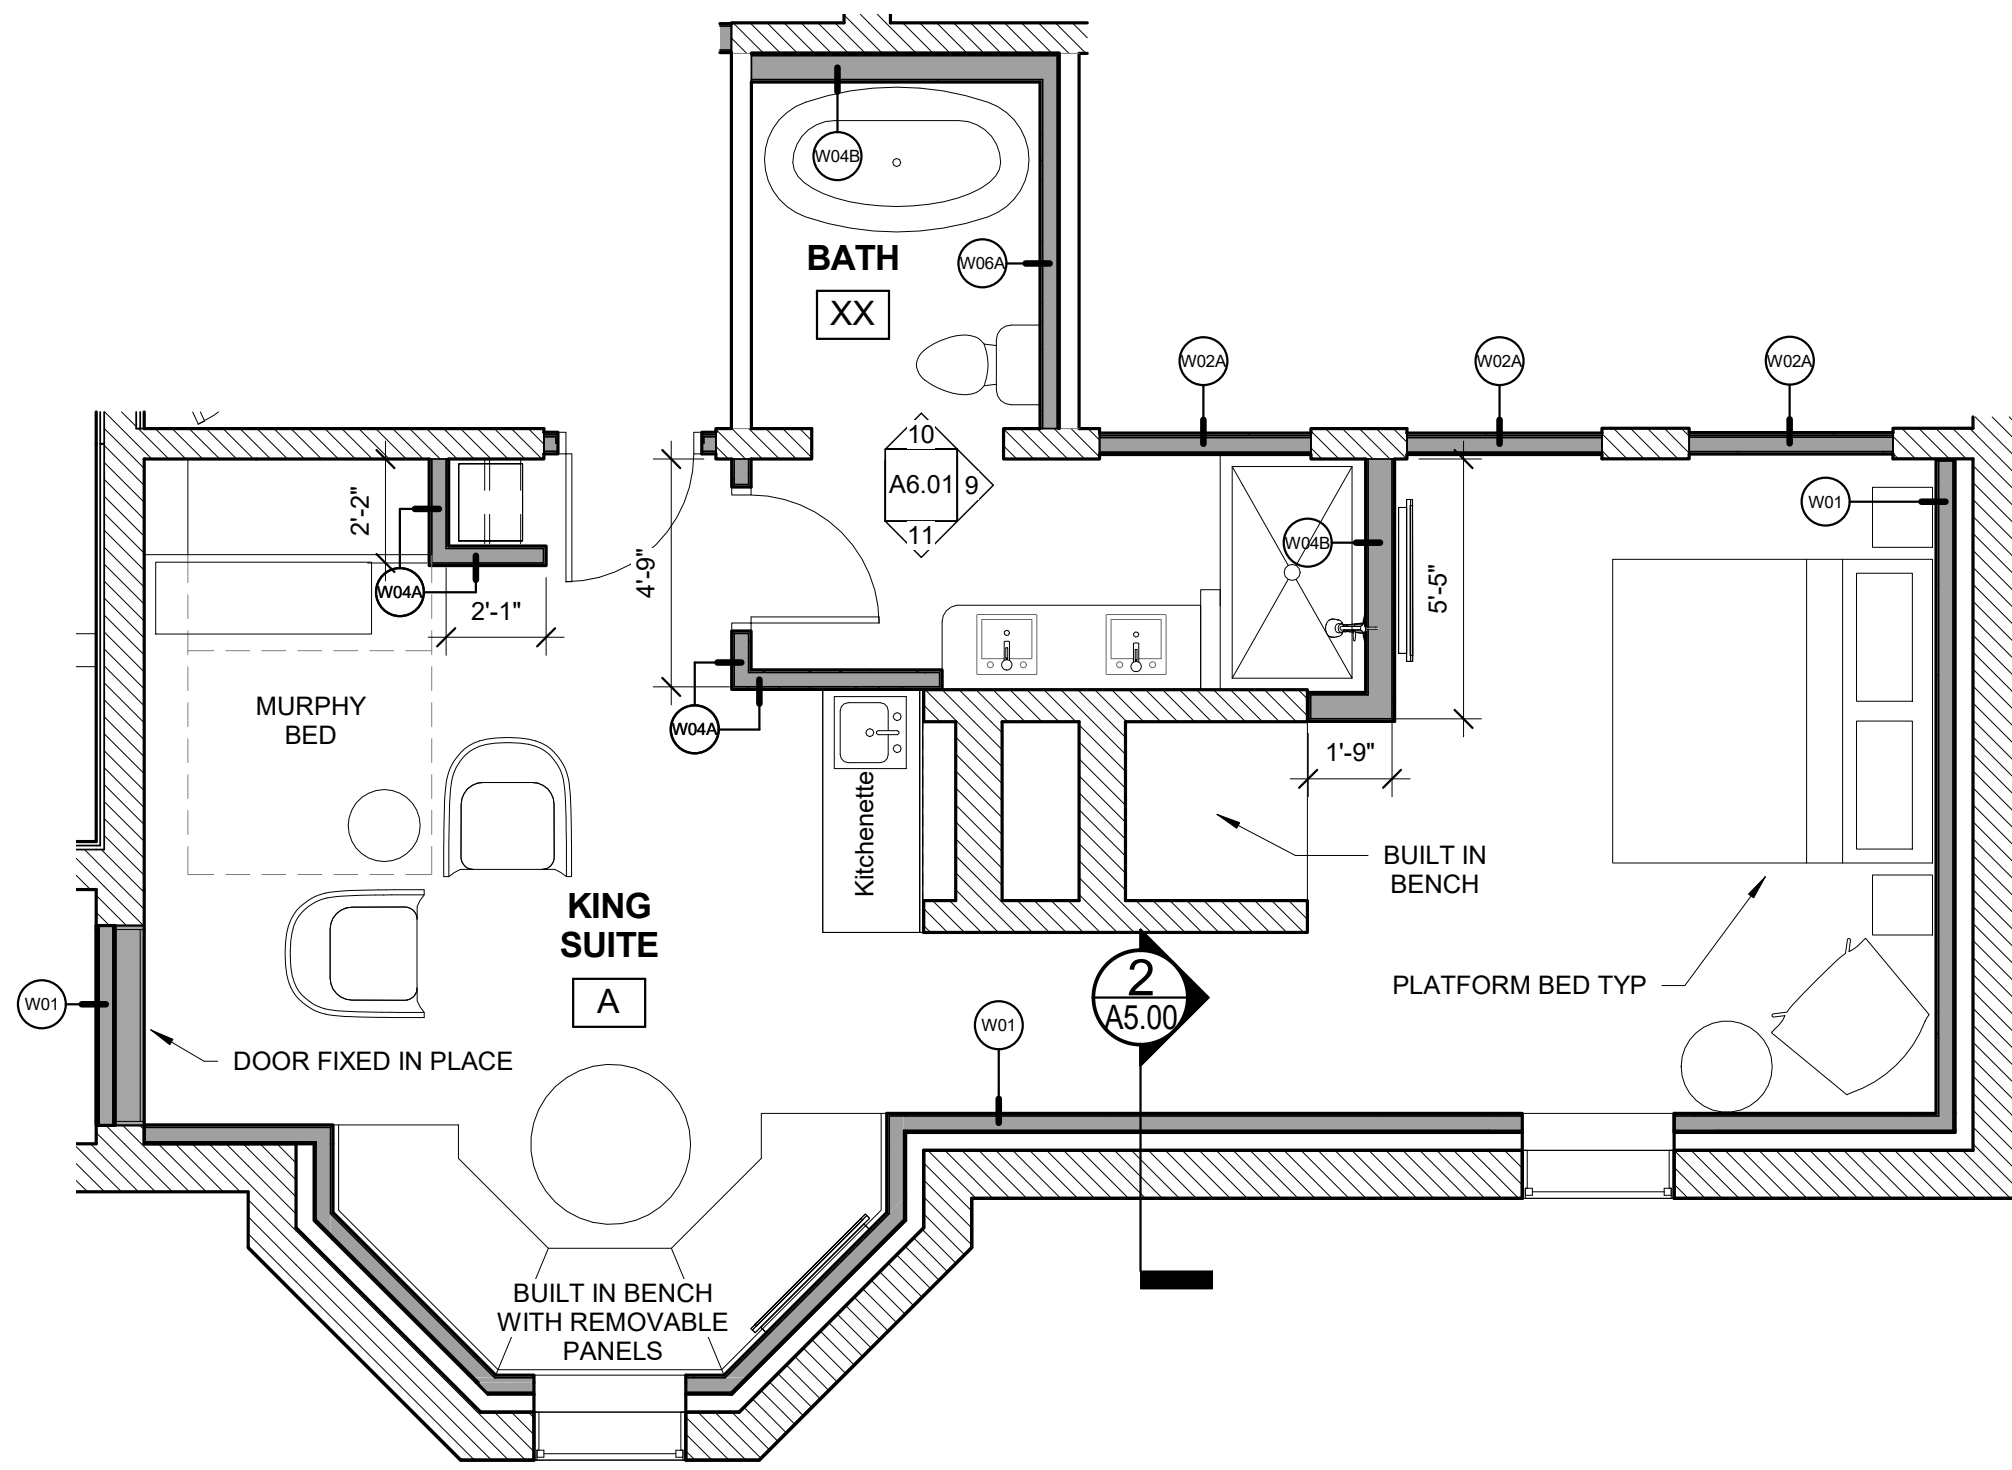 W04B
BATH
W06A
XX
W02A
W02A
W02A
10
A6.01
9
11
W01
2'-2"
W04A
2'-1"
4'-9"
W04B
5'-5"
MURPHY
BED
W04A
1'-9"
Kitchenette
BUILT IN
BENCH
KING
SUITE
A
2
A5.00
PLATFORM BED TYP
W01
W01
DOOR FIXED IN PLACE
BUILT IN BENCH
WITH REMOVABLE
PANELS